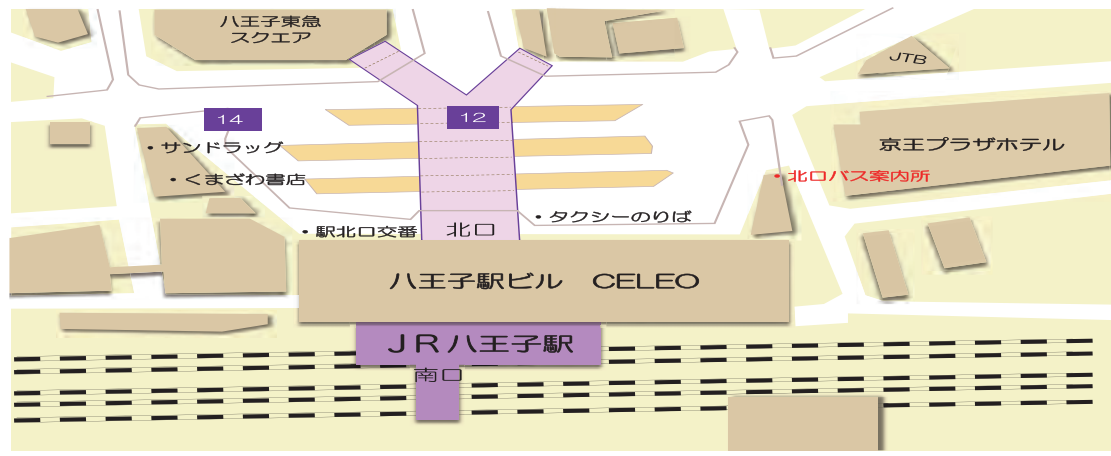 八王子東急
スクエア
JTB
14
12
・サンドラッグ
京王プラザホテル
・くまざわ書店
・北口バス案内所
・タクシーのりば
・駅北口交番
北口
八王子駅ビル CELEO
JR八王子駅
南口